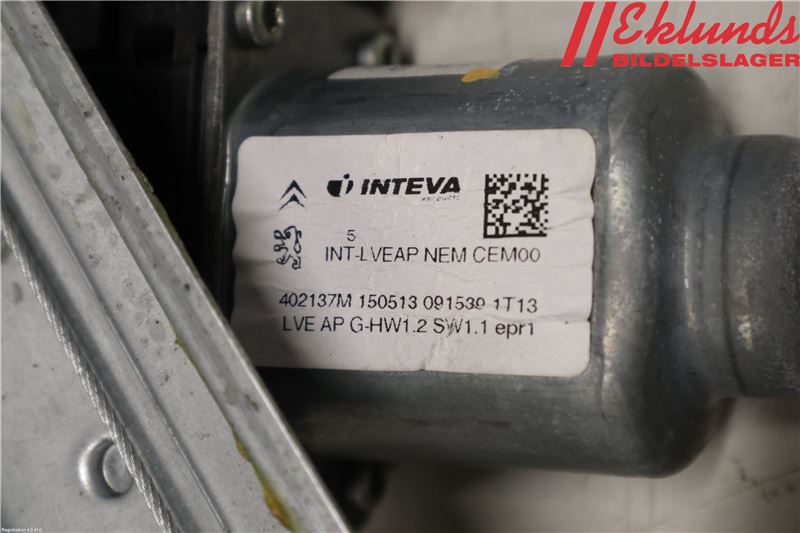 Eklunds
BILDELSLAGER
INTEVA
PRODUCTS
5
INT-LVEAP NEM CEM00
402137M 150513 091539 1T13
LVE AP G-HW1.2 SW1.1 epr1